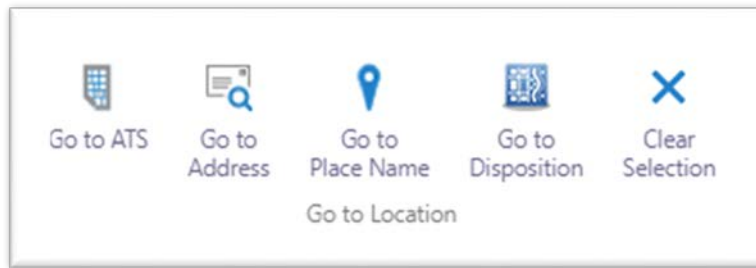 Go to ATS
Go to
Address
Go to
Place Name
Go to
Disposition
Clear
Selection
Go to Location